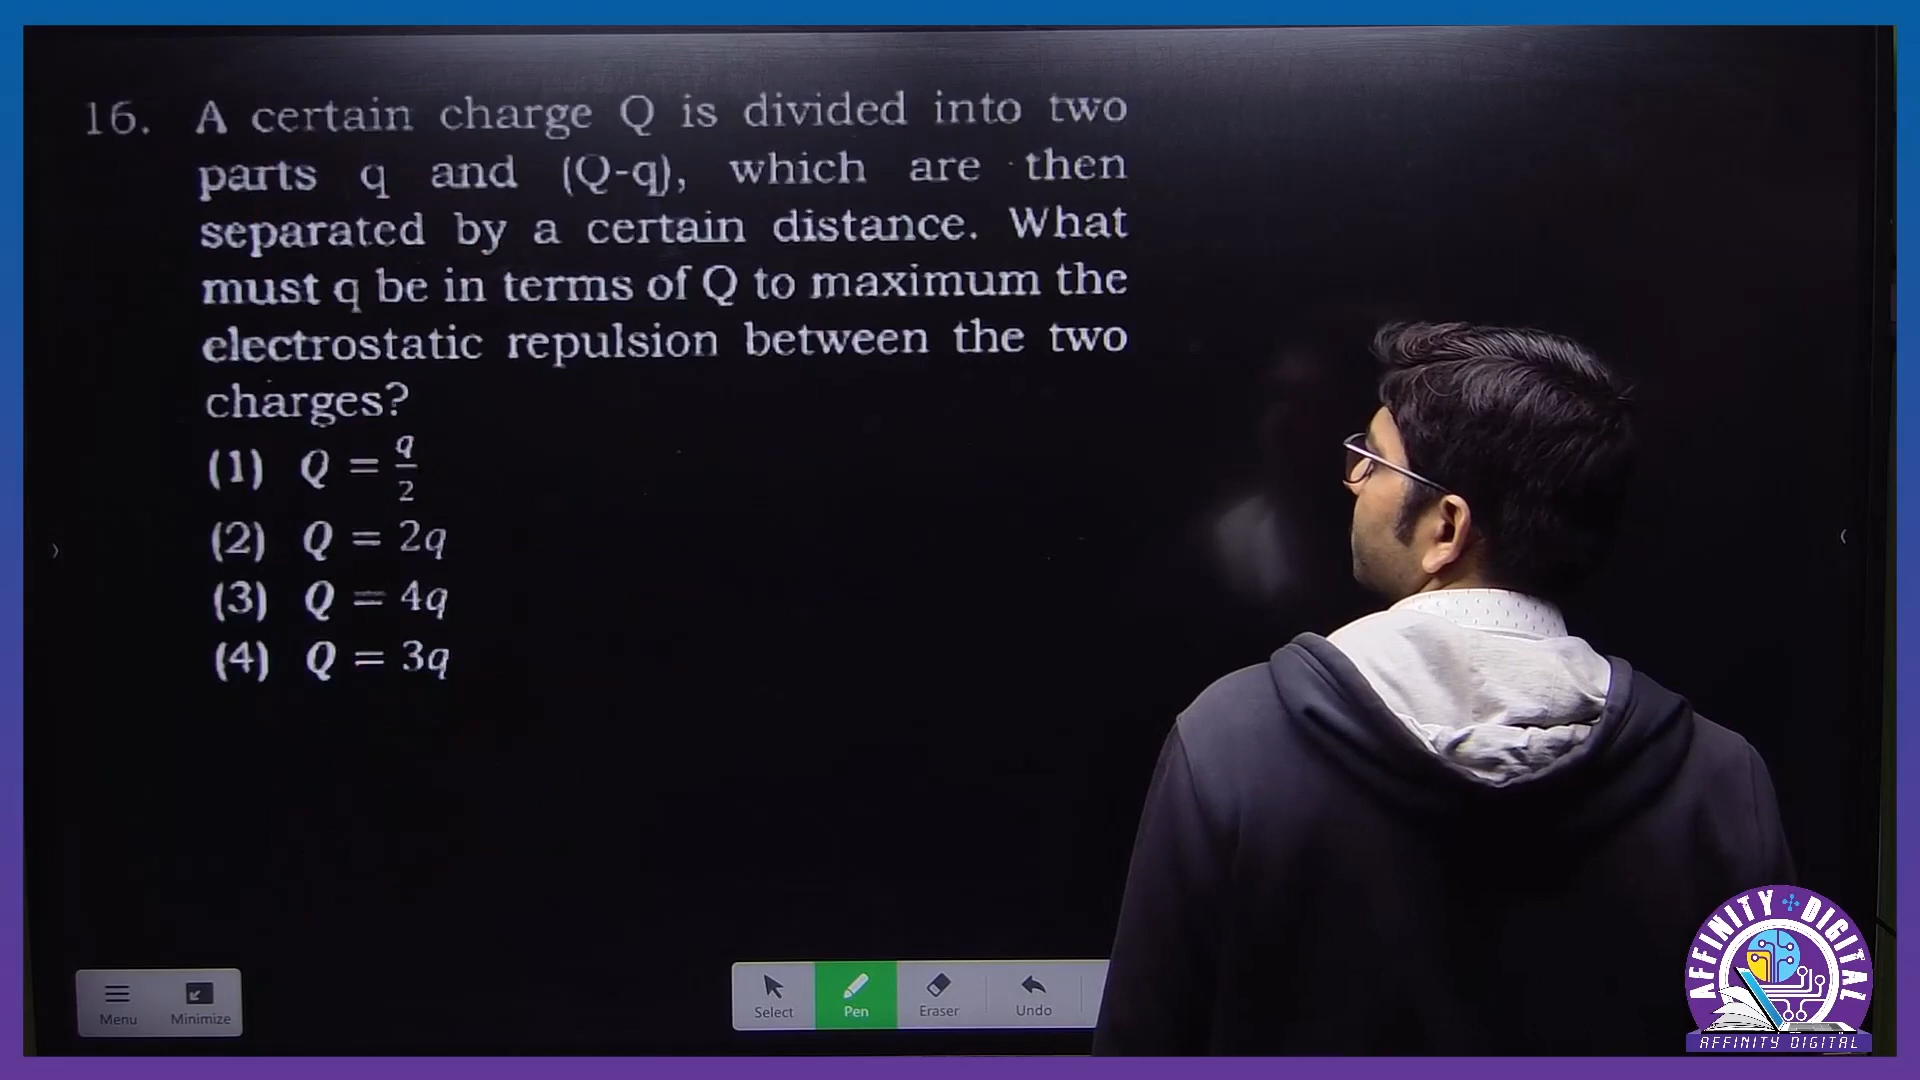 16. A certain charge Q is divided into two
parts q and (Q-q), which are then
separated by a certain distance. What
must q be in terms of Q to maximum the
electrostatic repulsion between the two
charges?
(1) Q = q/2
(2) Q = 2q
(3) Q = 4q
(4) Q = 3q
Menu Minimize Select Pen Eraser Undo
AFFINITY DIGITAL
AFFINITY DIGITAL